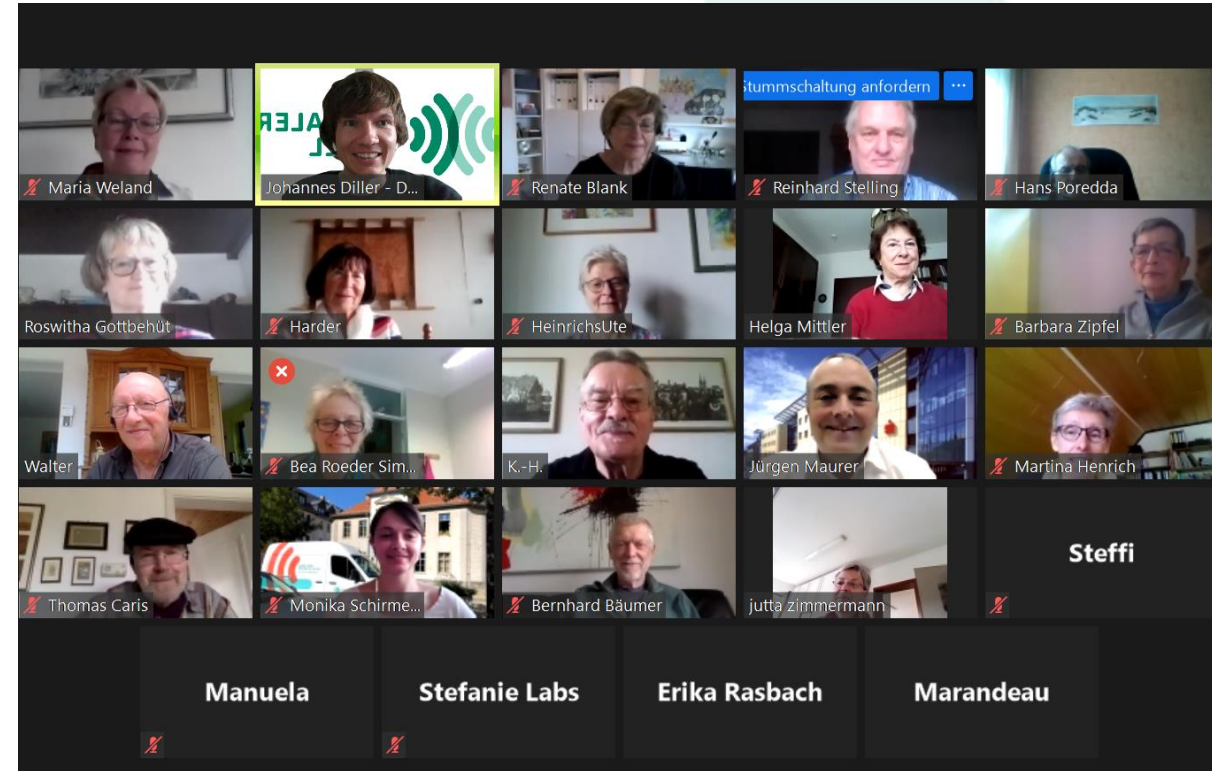 Maria Weland
ALER
LL
Johannes Diller - D...
Renate Blank
Stummschaltung anfordern ...
Reinhard Stelling
Hans Poredda
Roswitha Gottbehüt
Harder
HeinrichsUte
Helga Mittler
Barbara Zipfel
Walter
Bea Roeder Sim...
K.-H.
Jürgen Maurer
Martina Henrich
Thomas Caris
Monika Schirme...
Bernhard Bäumer
jutta zimmermann
Steffi
Manuela
Stefanie Labs
Erika Rasbach
Marandeau